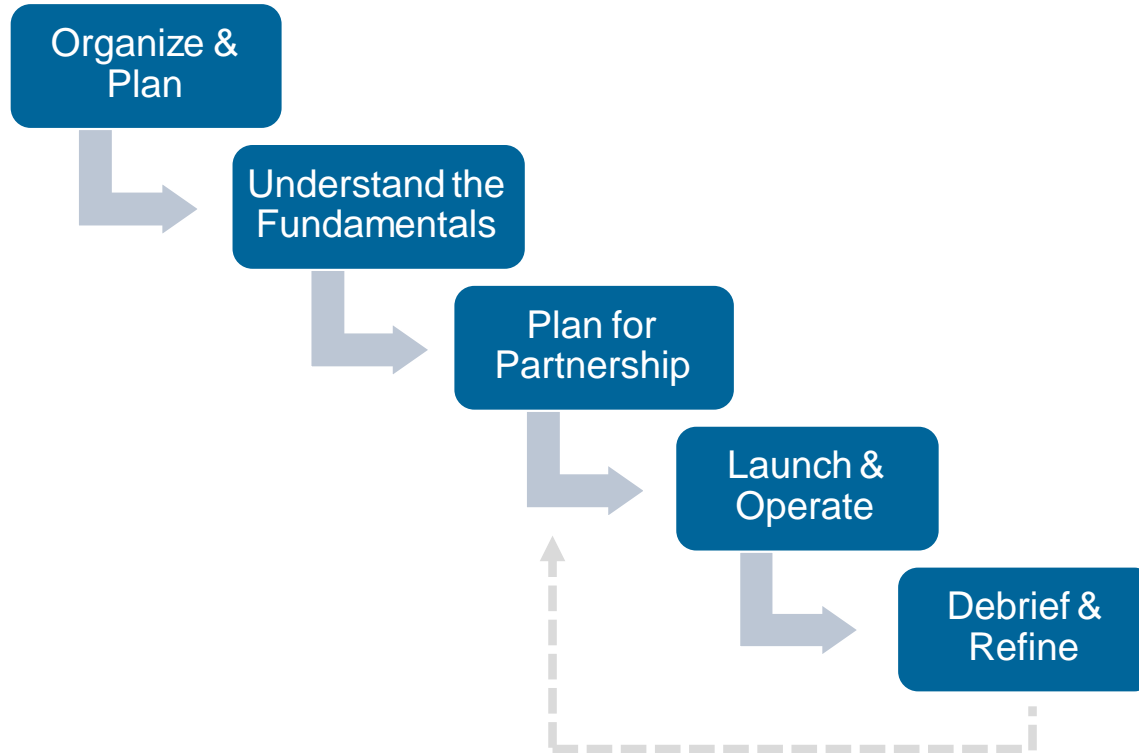 Organize &
Plan
Understand the
Fundamentals
Plan for
Partnership
Launch &
Operate
Debrief &
Refine